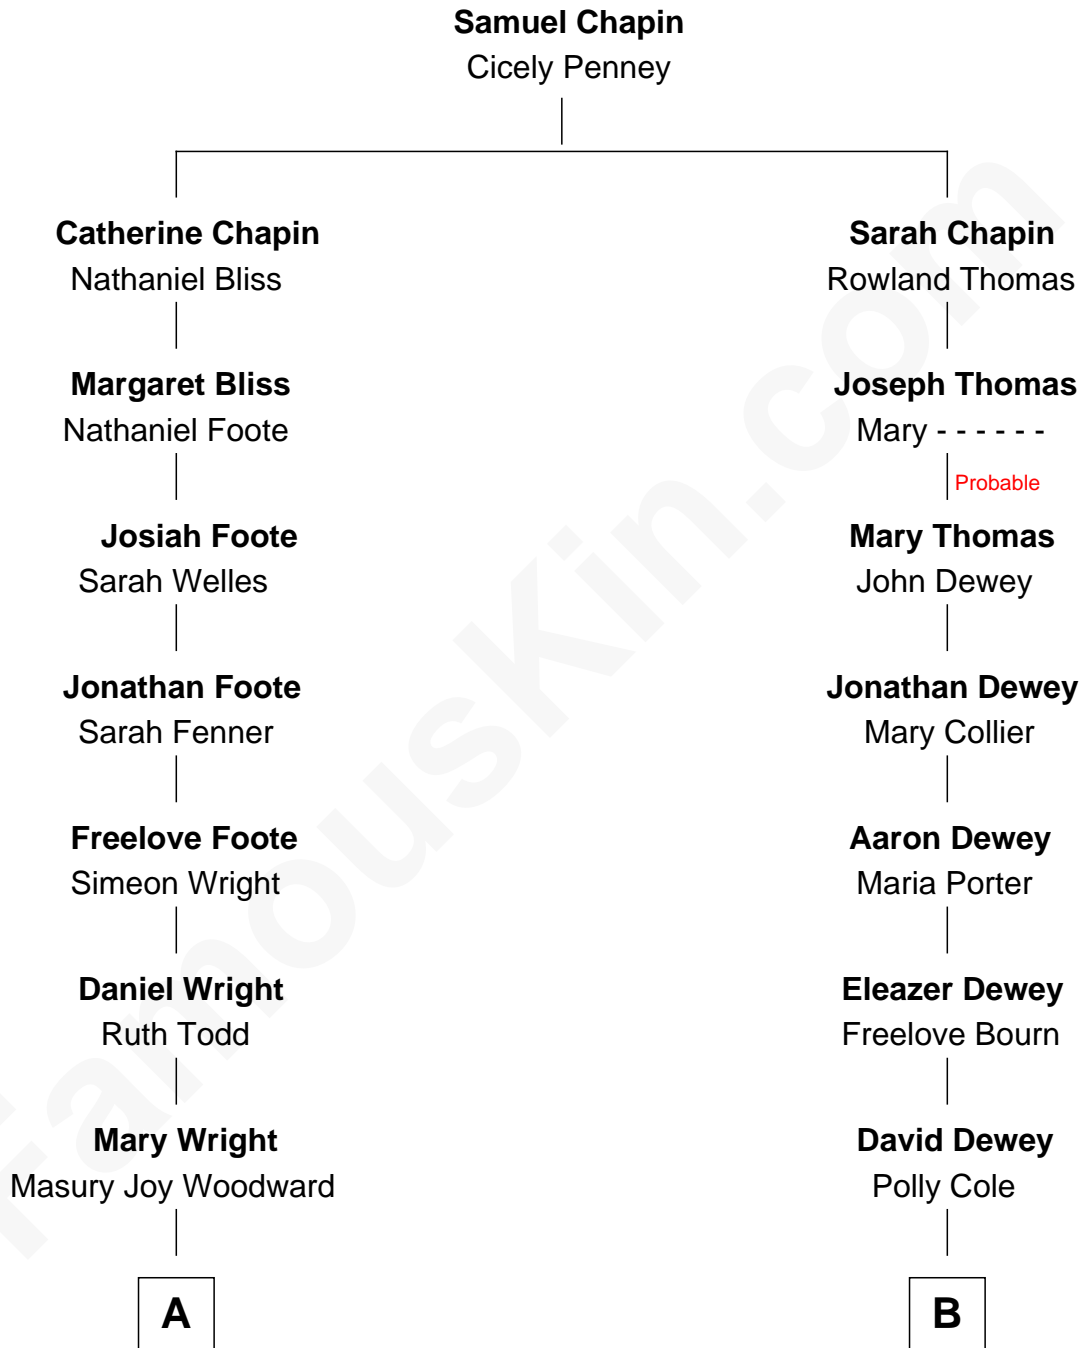 Samuel Chapin
Cicely Penney
Catherine Chapin
Nathaniel Bliss
Sarah Chapin
Rowland Thomas
Margaret Bliss
Nathaniel Foote
Joseph Thomas
Mary - - - - - -
Probable
Josiah Foote
Sarah Welles
Mary Thomas
John Dewey
Jonathan Foote
Sarah Fenner
Jonathan Dewey
Mary Collier
Freelove Foote
Simeon Wright
Aaron Dewey
Maria Porter
Daniel Wright
Ruth Todd
Eleazer Dewey
Freelove Bourn
Mary Wright
Masury Joy Woodward
David Dewey
Polly Cole
A
B
FamousKin.com